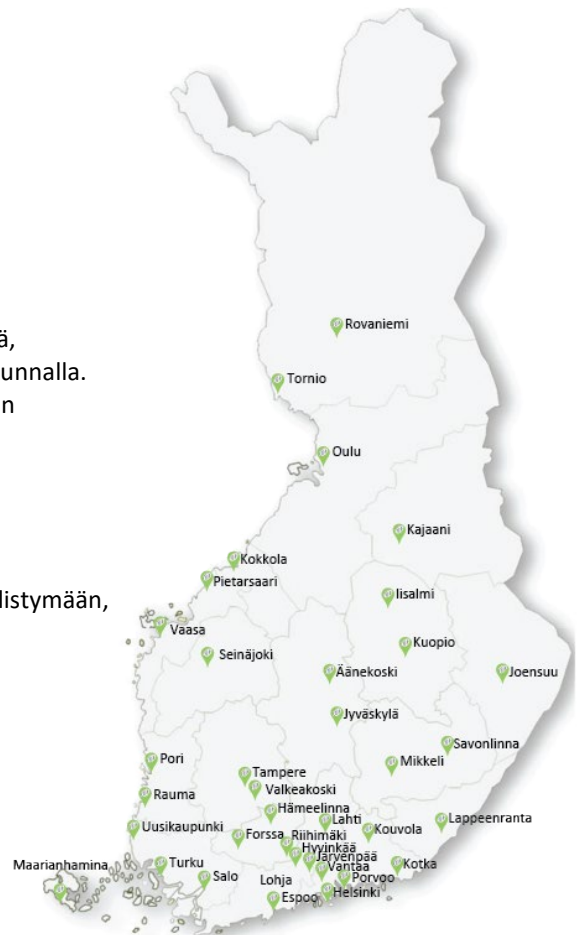 Rovaniemi
ä,
unnalla.
Tornio
n
Oulu
Kajaani
Kokkola
Pietarsaari
Iisalmi
listymään,
Vaasa
Kuopio
Seinäjoki
Äänekoski
Joensuu
Jyväskylä
Savonlinna
Pori
Mikkeli
Tampere
Valkeakoski
Rauma
Hämeelinna
Lahti
Lappeenranta
Uusikaupunki
Forssa
Riihimäki
Kouvola
Hyvinkää
Järvenpää
Maarianhamina
Turku
Vantaa
Kotka
Salo
Lohja
Porvoo
Espoo
Helsinki